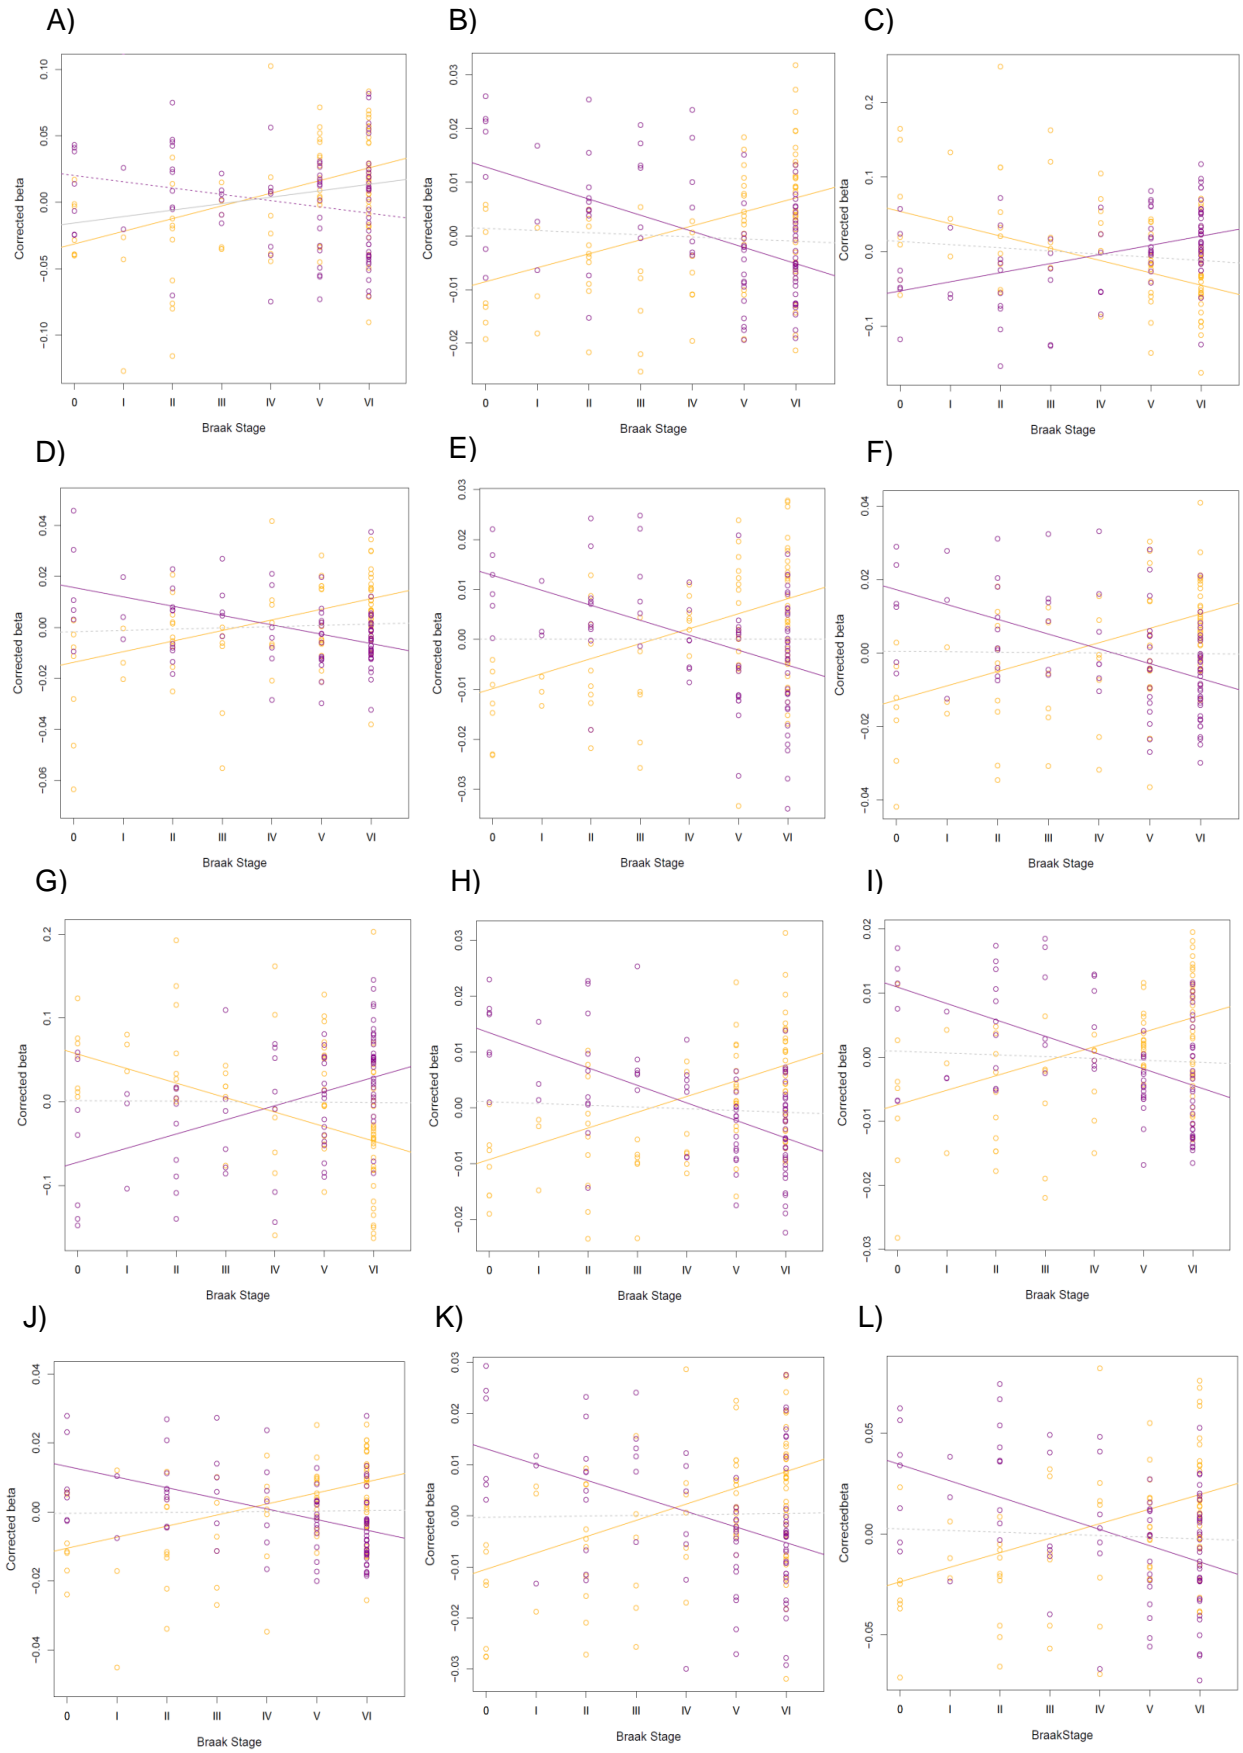 A) B) C)
0.10 0.05 0.00 −0.05 −0.10
Corrected beta
0 I II III IV V VI
Braak Stage
0.03 0.02 0.01 0.00 −0.01 −0.02
Corrected beta
0 I II III IV V VI
Braak Stage
0.2 0.1 0.0 −0.1
Corrected beta
0 I II III IV V VI
Braak Stage
D) E) F)
0.04 0.02 0.00 −0.02 −0.04 −0.06
Corrected beta
0 I II III IV V VI
Braak Stage
0.03 0.02 0.01 0.00 −0.01 −0.02 −0.03
Corrected beta
0 I II III IV V VI
Braak Stage
0.04 0.02 0.00 −0.02 −0.04
Corrected beta
0 I II III IV V VI
Braak Stage
G) H) I)
0.2 0.1 0.0 −0.1
Corrected beta
0 I II III IV V VI
Braak Stage
0.03 0.02 0.01 0.00 −0.01 −0.02
Corrected beta
0 I II III IV V VI
Braak Stage
0.02 0.01 0.00 −0.01 −0.02 −0.03
Corrected beta
0 I II III IV V VI
Braak Stage
J) K) L)
0.04 0.02 0.00 −0.02 −0.04
Corrected beta
0 I II III IV V VI
Braak Stage
0.03 0.02 0.01 0.00 −0.01 −0.02 −0.03
Corrected beta
0 I II III IV V VI
Braak Stage
0.05 0.00 −0.05
Correctedbeta
0 I II III IV V VI
BraakStage